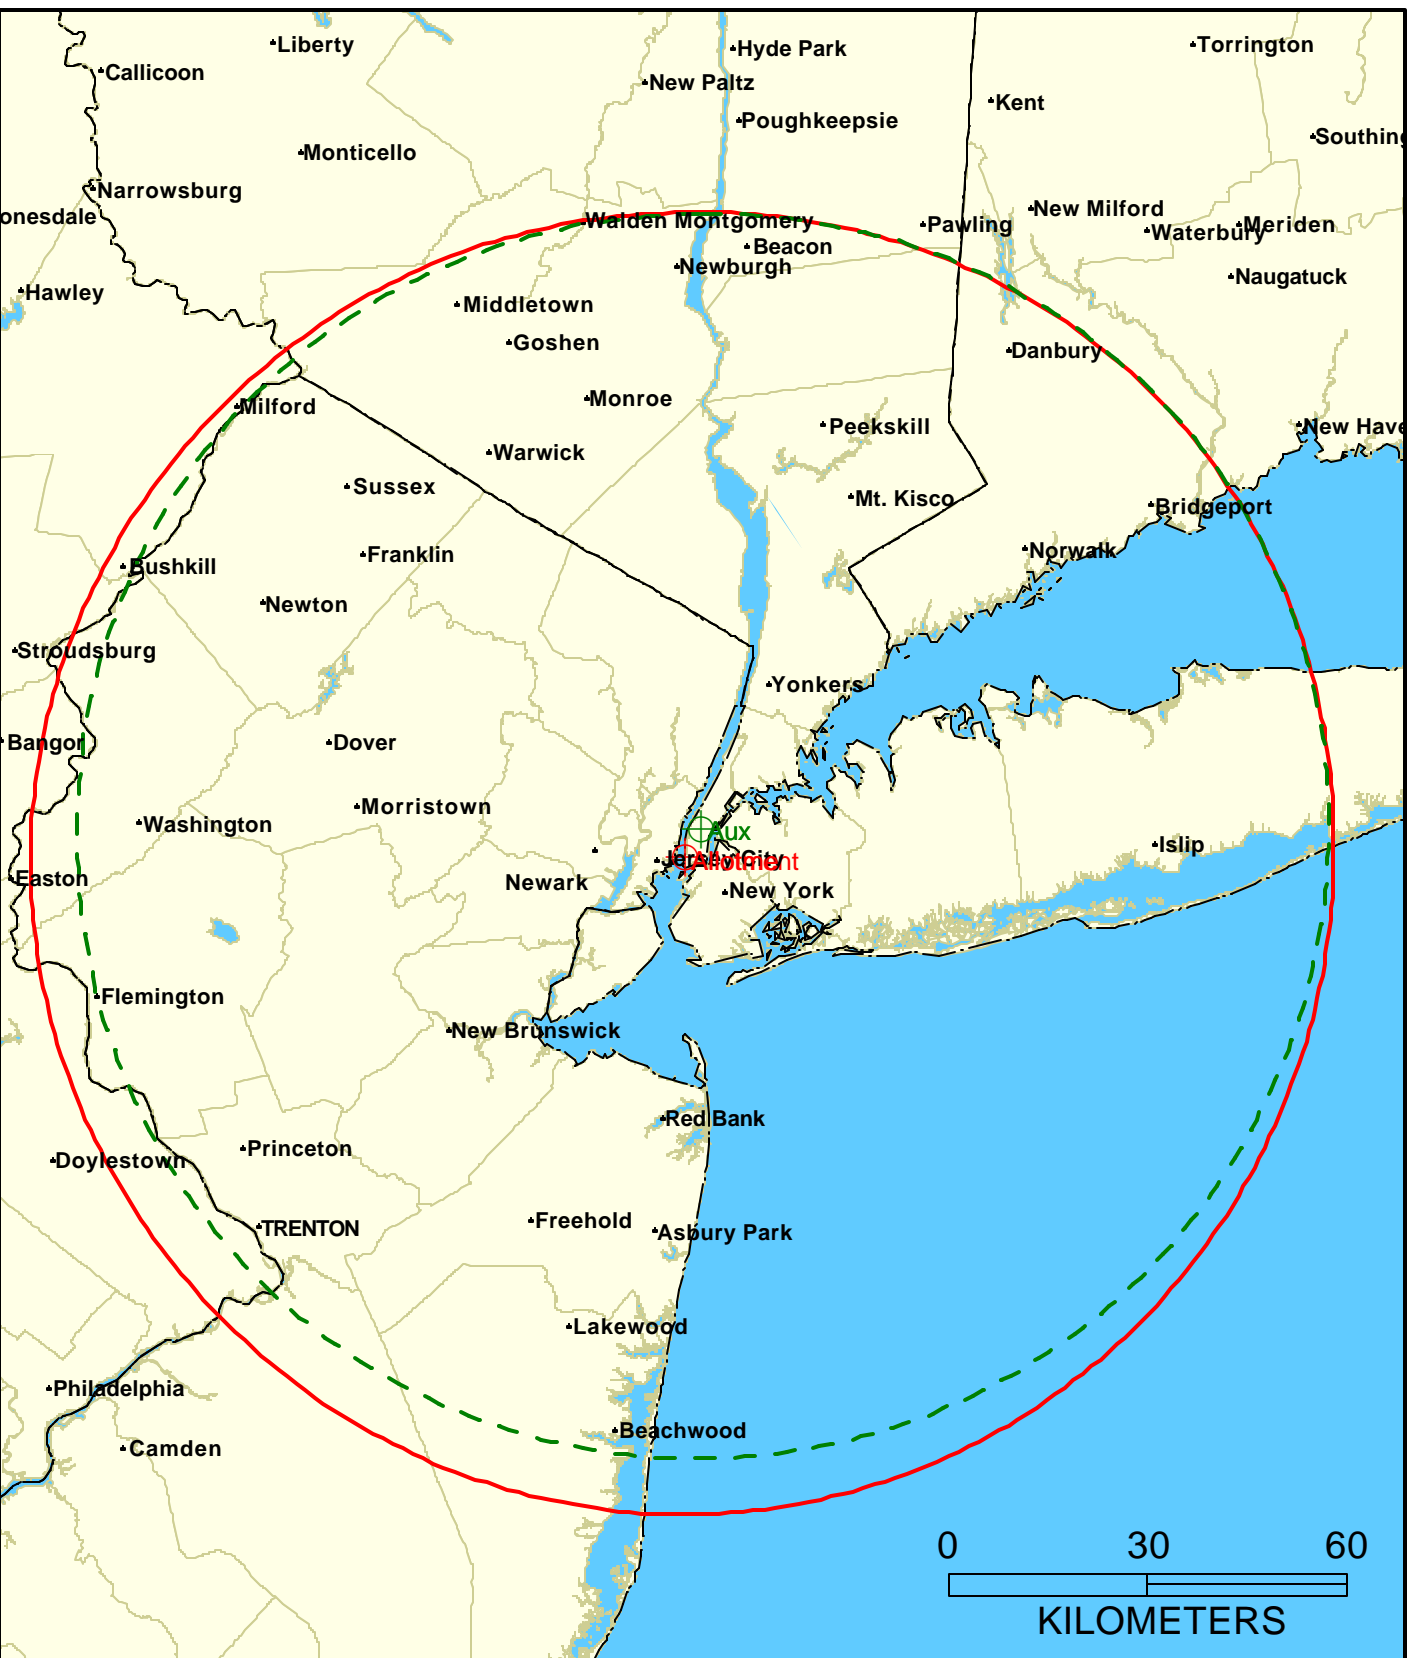 Liberty
Hyde Park
Torrington
Callicoon
New Paltz
Kent
Poughkeepsie
Southing
Monticello
Narrowsburg
onesdale
New Milford
Walden Montgomery
Pawling
Meriden
Waterbury
Beacon
Newburgh
Naugatuck
Hawley
Middletown
Goshen
Danbury
Monroe
Milford
Peekskill
New Have
Warwick
Sussex
Mt. Kisco
Bridgeport
Franklin
Norwalk
Bushkill
Newton
Stroudsburg
Yonkers
Bangor
Dover
Morristown
Washington
Aux
Islip
Jersey City
Allotment
Easton
Newark
New York
Flemington
New Brunswick
Red Bank
Princeton
Doylestown
Freehold
TRENTON
Asbury Park
Lakewood
Philadelphia
Beachwood
Camden
0 30 60
KILOMETERS